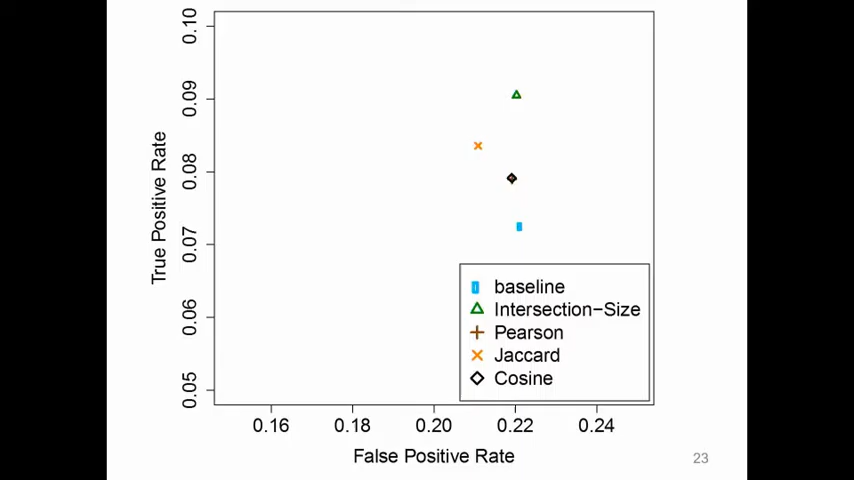 0.10
0.09
0.08
0.07
0.06
0.05
True Positive Rate
baseline
Intersection−Size
Pearson
Jaccard
Cosine
0.16 0.18 0.20 0.22 0.24
False Positive Rate
23